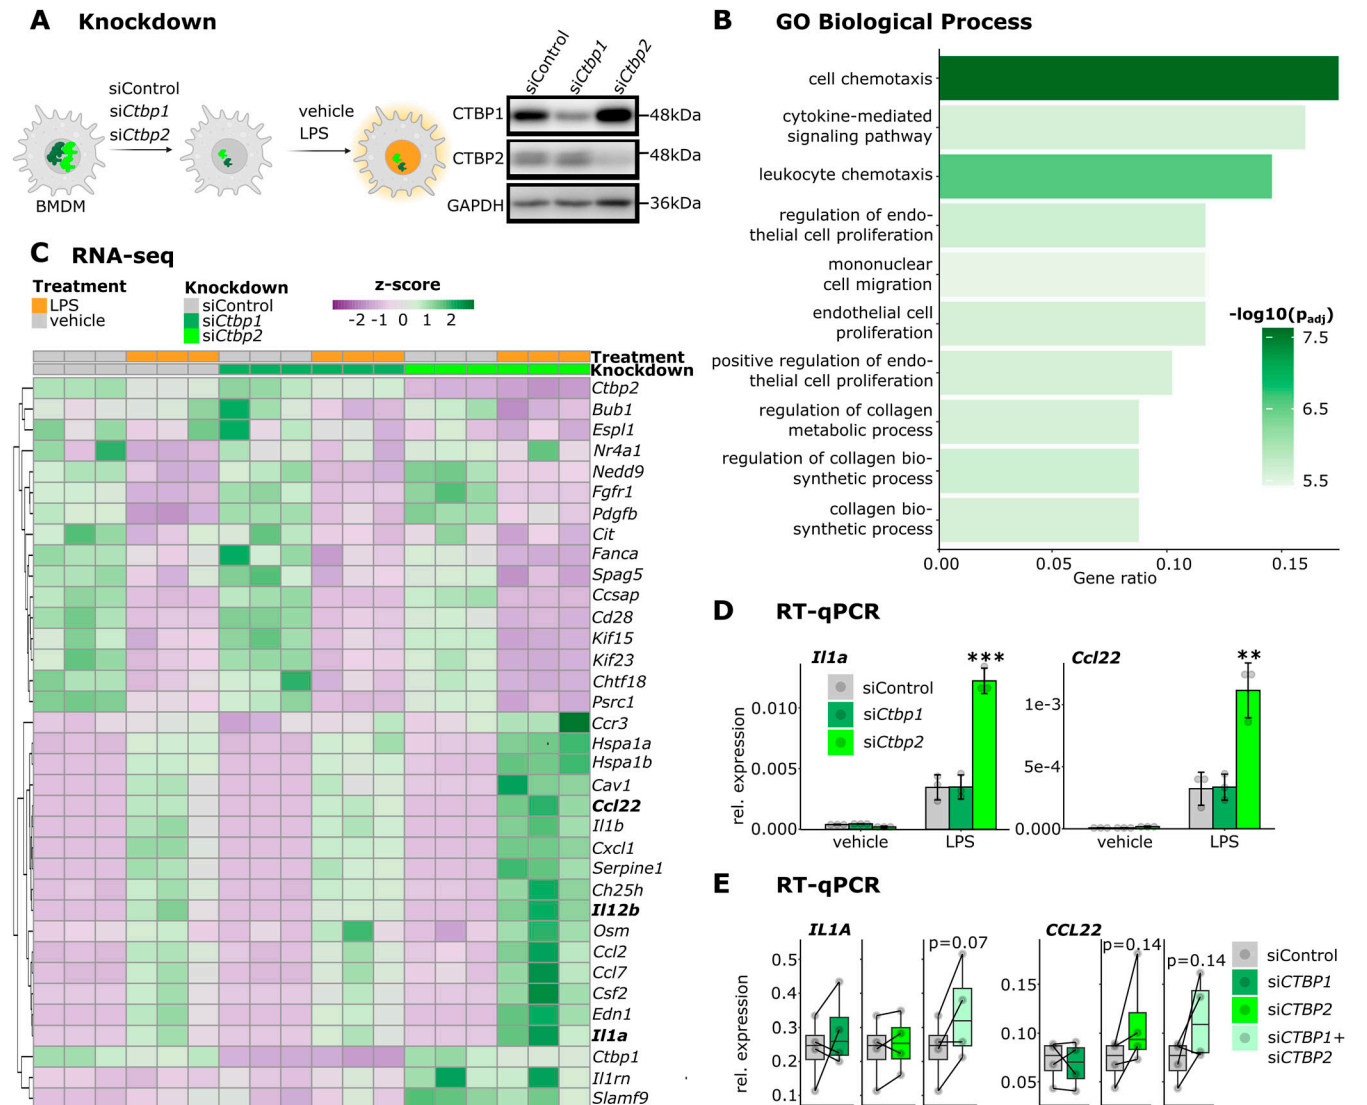 A Knockdown
siControl
siCtbp1
siCtbp2
vehicle
LPS
BMDM
siControl
siCtbp1
siCtbp2
CTBP1
48kDa
CTBP2
48kDa
GAPDH
36kDa
B GO Biological Process
cell chemotaxis
cytokine-mediated
signaling pathway
leukocyte chemotaxis
regulation of endo-
thelial cell proliferation
mononuclear
cell migration
endothelial cell
proliferation
positive regulation of endo-
thelial cell proliferation
regulation of collagen
metabolic process
regulation of collagen bio-
synthetic process
collagen bio-
synthetic process
0.00 0.05 0.10 0.15
Gene ratio
-log10(padj)
7.5
6.5
5.5
C RNA-seq
Treatment
LPS
vehicle
Knockdown
siControl
siCtbp1
siCtbp2
z-score
-2 -1 0 1 2
Treatment
Knockdown
Ctbp2
Bub1
Espl1
Nr4a1
Nedd9
Fgfr1
Pdgfb
Cit
Fanca
Spag5
Ccsap
Cd28
Kif15
Kif23
Chtf18
Psrc1
Ccr3
Hspa1a
Hspa1b
Cav1
Ccl22
Il1b
Cxcl1
Serpine1
Ch25h
Il12b
Osm
Ccl2
Ccl7
Csf2
Edn1
Il1a
Ctbp1
Il1rn
Slamf9
D RT-qPCR
Il1a
siControl
siCtbp1
siCtbp2
***
rel. expression
0.010
0.005
0.000
vehicle LPS
Ccl22
**
1e-3
5e-4
0.000
vehicle LPS
E RT-qPCR
IL1A
p=0.07
rel. expression
0.5
0.4
0.3
0.2
0.1
CCL22
p=0.14
p=0.14
0.15
0.10
0.05
siControl
siCTBP1
siCTBP2
siCTBP1+
siCTBP2